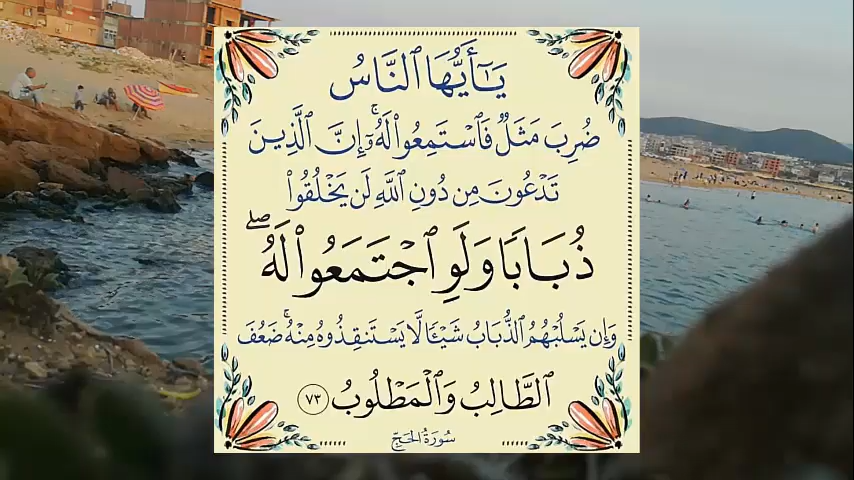 يَـٰٓأَيُّهَا ٱلنَّاسُ
ضُرِبَ مَثَلٌ فَٱسْتَمِعُوا۟ لَهُۥٓ ۚ إِنَّ ٱلَّذِينَ
تَدْعُونَ مِن دُونِ ٱللَّهِ لَن يَخْلُقُوا۟
ذُبَابًا وَلَوِ ٱجْتَمَعُوا۟ لَهُۥ ۖ
وَإِن يَسْلُبْهُمُ ٱلذُّبَابُ شَيْـًٔا لَّا يَسْتَنقِذُوهُ مِنْهُ ۚ ضَعُفَ
ٱلطَّالِبُ وَٱلْمَطْلُوبُ ٧٣
سُورَةُ الحَجّ